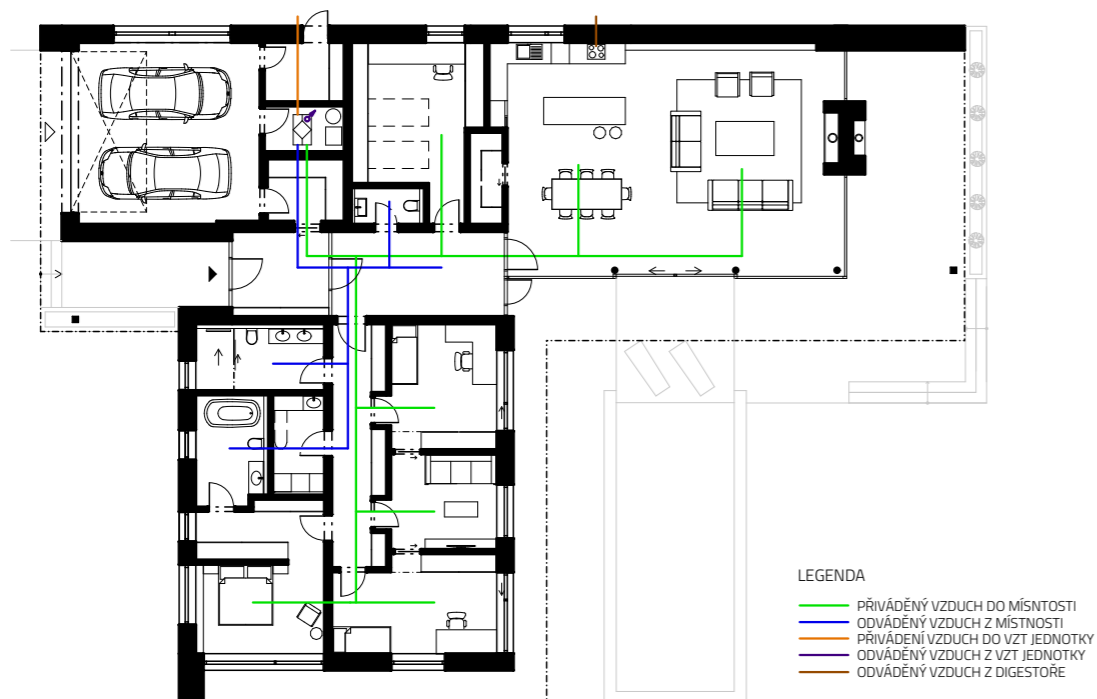 LEGENDA
PŘIVÁDĚNÝ VZDUCH DO MÍSNTOSTI
ODVÁDĚNÝ VZDUCH Z MÍSTNOSTI
PŘIVÁDENÍ VZDUCH DO VZT JEDNOTKY
ODVÁDĚNÝ VZDUCH Z VZT JEDNOTKY
ODVÁDĚNÝ VZDUCH Z DIGESTOŘE